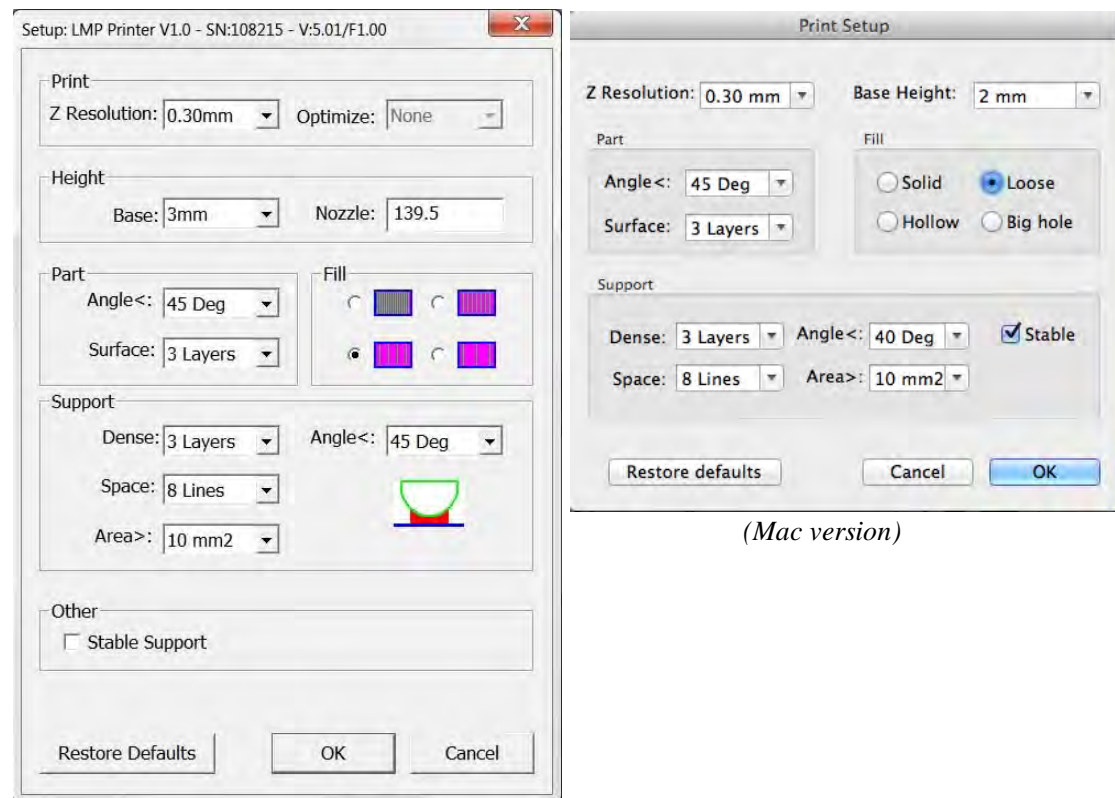 Setup: LMP Printer V1.0 - SN:108215 - V:5.01/F1.00
Print
Z Resolution: 0.30mm Optimize: None
Height
Base: 3mm Nozzle: 139.5
Part
Angle<: 45 Deg
Surface: 3 Layers
Fill
Support
Dense: 3 Layers Angle<: 45 Deg
Space: 8 Lines
Area>: 10 mm2
Other
Stable Support
Restore Defaults OK Cancel
Print Setup
Z Resolution: 0.30 mm Base Height: 2 mm
Part
Angle<: 45 Deg
Surface: 3 Layers
Fill
Solid Loose
Hollow Big hole
Support
Dense: 3 Layers Angle<: 40 Deg Stable
Space: 8 Lines Area>: 10 mm2
Restore defaults Cancel OK
(Mac version)